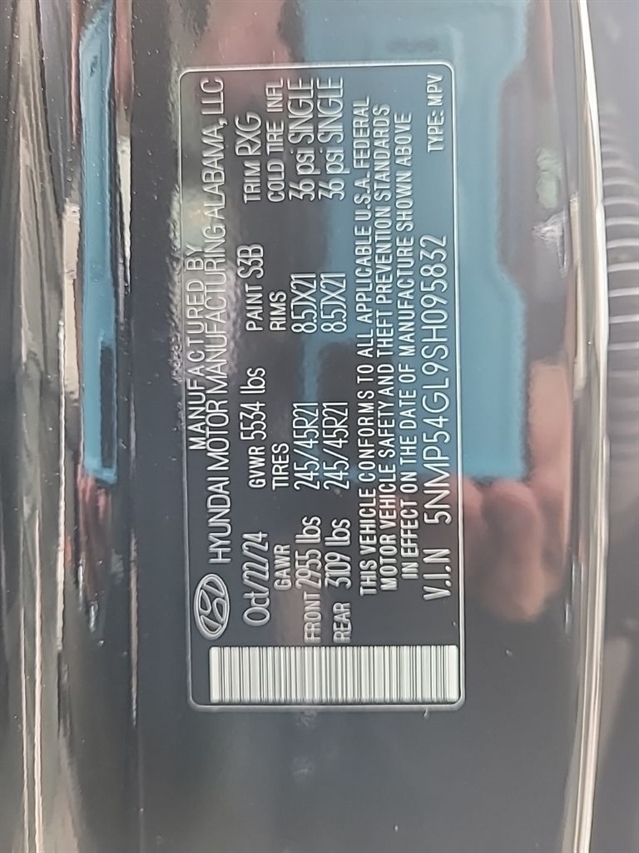 MANUFACTURED BY
HYUNDAI MOTOR MANUFACTURING ALABAMA, LLC
Oct/22/24 GVWR 5534 lbs PAINT S3B TRIM RXG
GAWR TIRES RIMS COLD TIRE INFL
FRONT 2955 lbs 245/45R21 8.5JX21 36 psi SINGLE
REAR 3109 lbs 245/45R21 8.5JX21 36 psi SINGLE
THIS VEHICLE CONFORMS TO ALL APPLICABLE U.S.A. FEDERAL
MOTOR VEHICLE SAFETY AND THEFT PREVENTION STANDARDS
IN EFFECT ON THE DATE OF MANUFACTURE SHOWN ABOVE
V.I.N 5NMP54GL9SH095832 TYPE: MPV